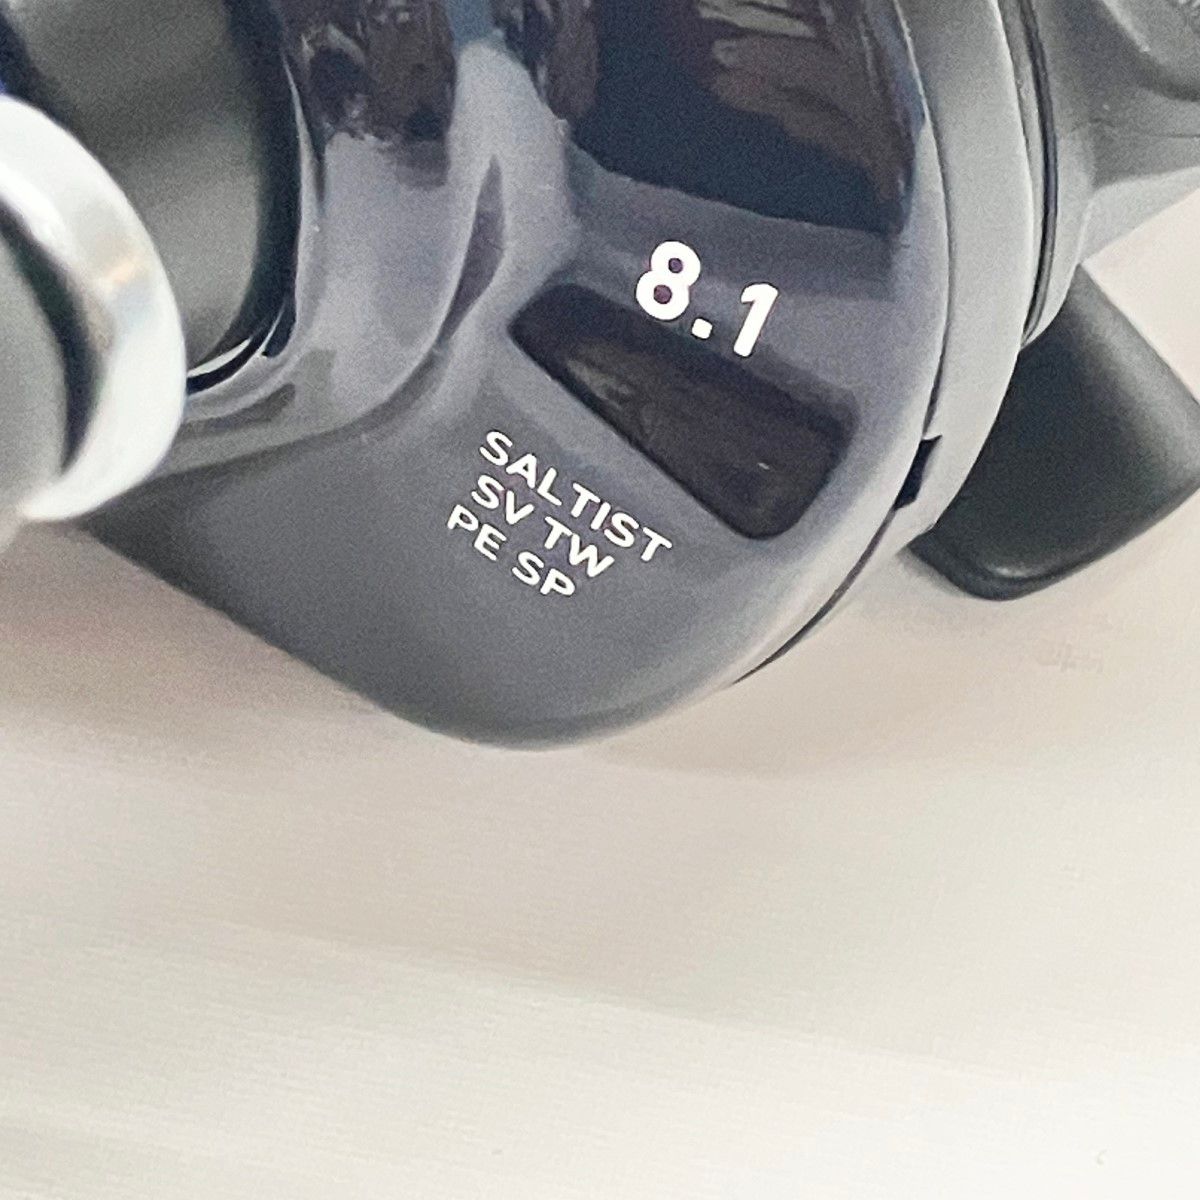 8.1
SALTIST
SV TW
PE SP